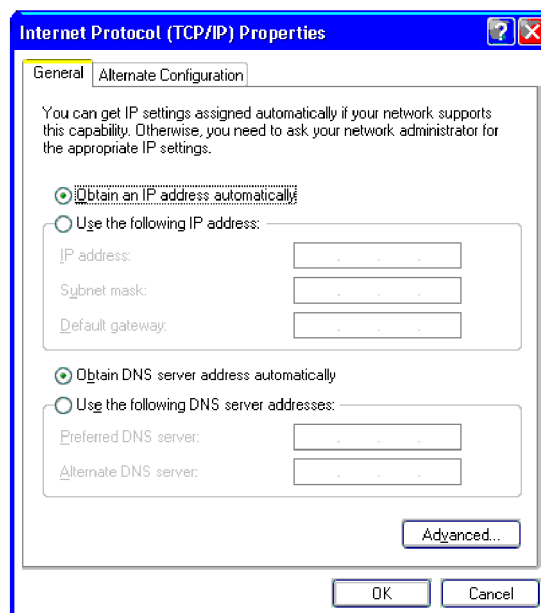 Internet Protocol (TCP/IP) Properties
General
Alternate Configuration
You can get IP settings assigned automatically if your network supports
this capability. Otherwise, you need to ask your network administrator for
the appropriate IP settings.
Obtain an IP address automatically
Use the following IP address:
IP address:
Subnet mask:
Default gateway:
Obtain DNS server address automatically
Use the following DNS server addresses:
Preferred DNS server:
Alternate DNS server:
Advanced...
OK
Cancel